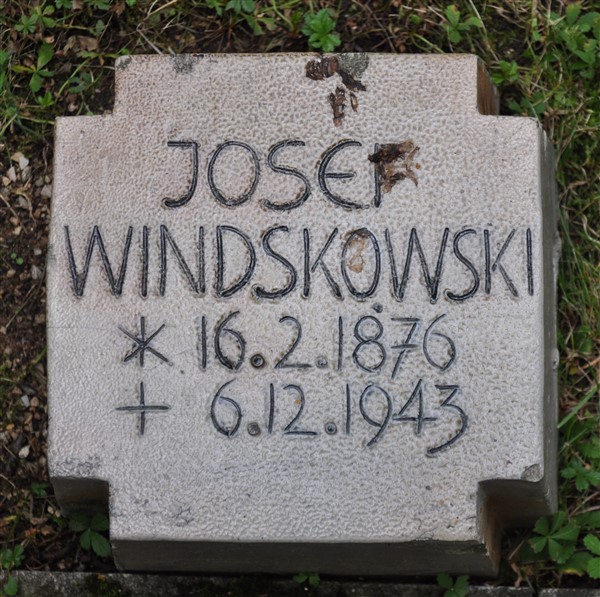 JOSEF
WINDSKOWSKI
* 16.2.1876
+ 6.12.1943